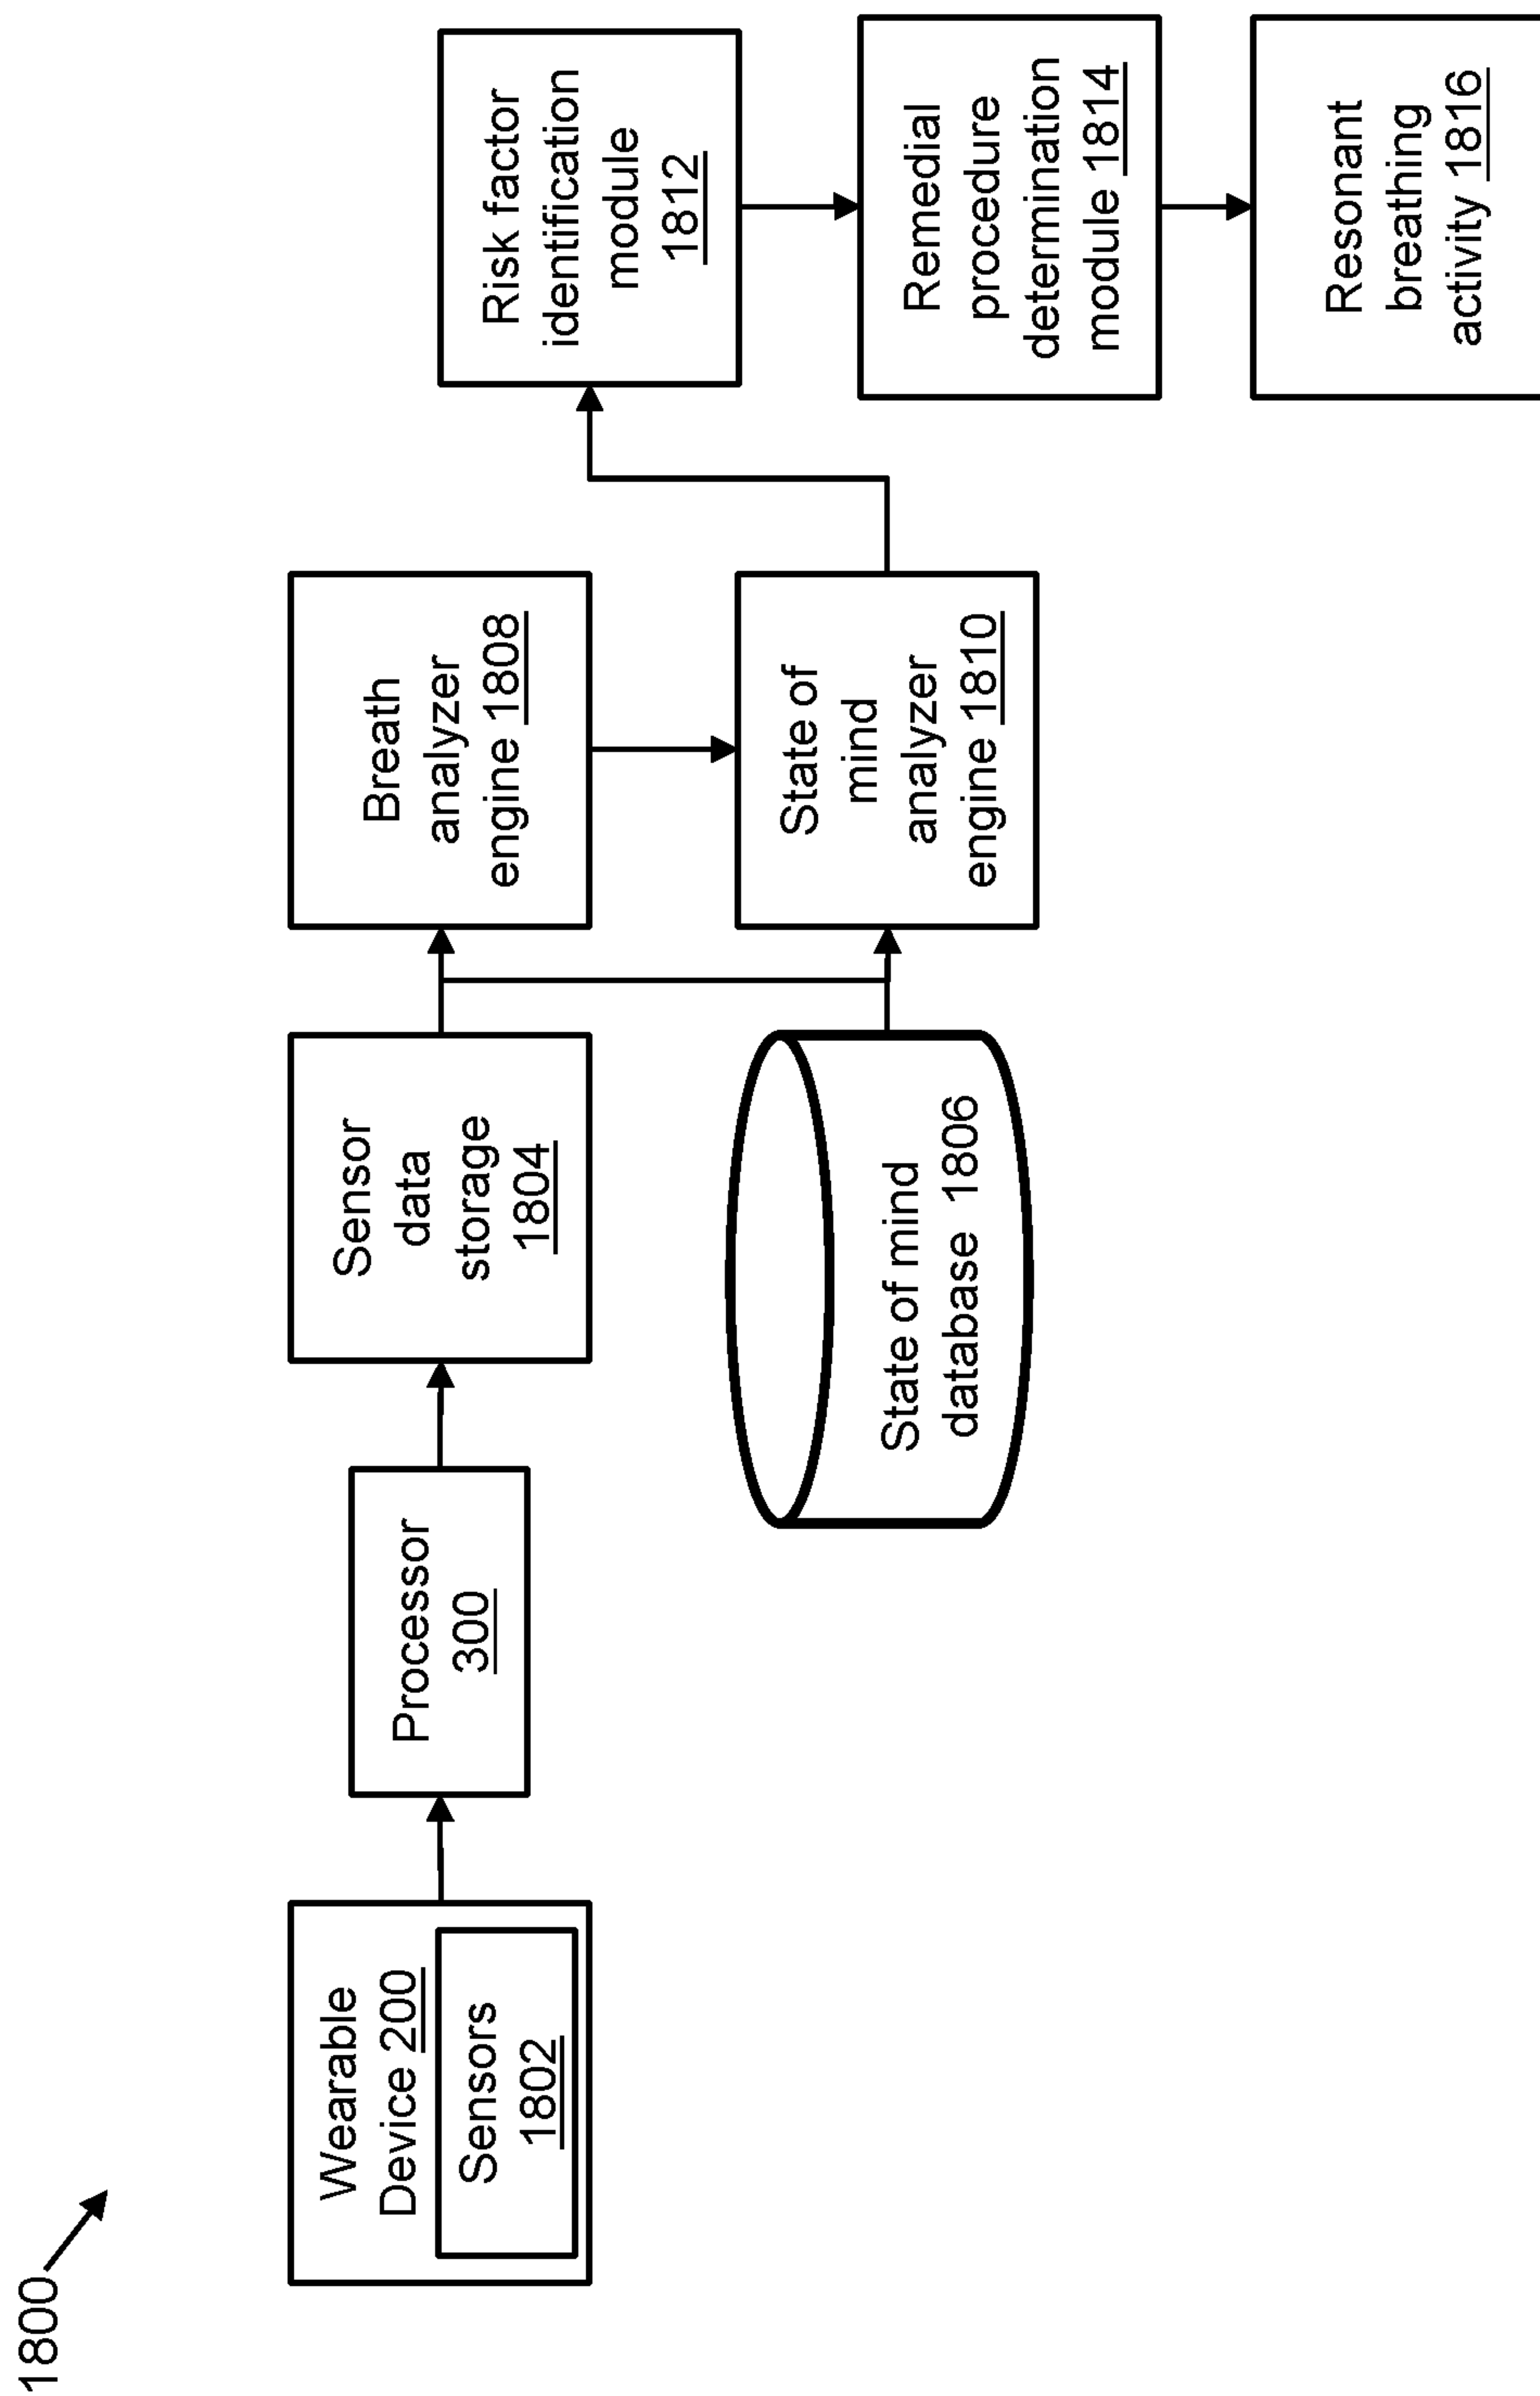 1800
Wearable
Device 200
Sensors
1802
Processor
300
Sensor
data
storage
1804
State of mind
database 1806
Breath
analyzer
engine 1808
State of
mind
analyzer
engine 1810
Risk factor
identification
module
1812
Remedial
procedure
determination
module 1814
Resonant
breathing
activity 1816